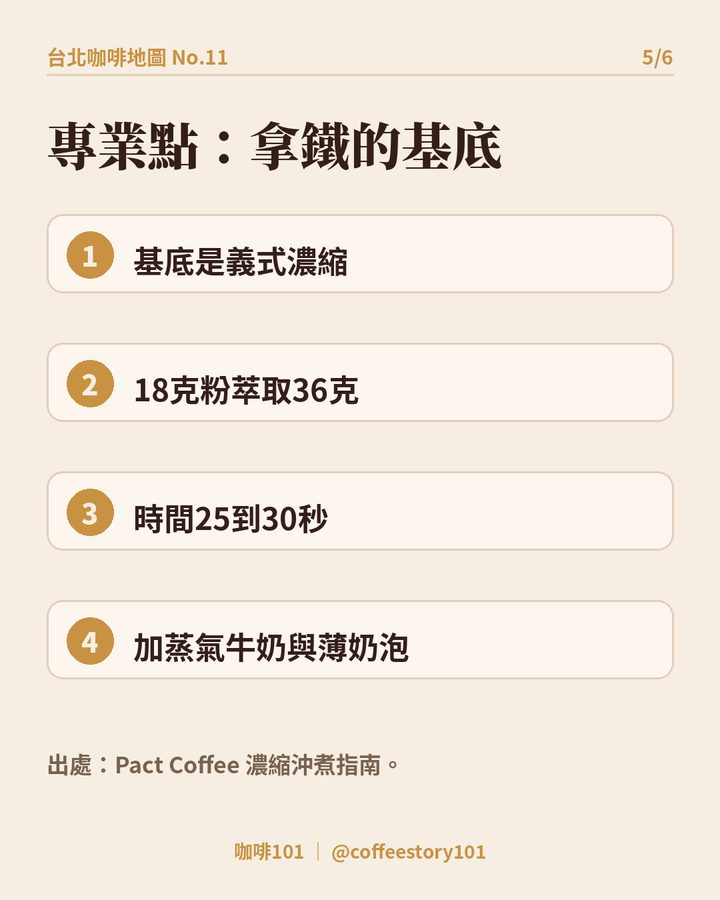 台北咖啡地圖 No.11
5/6
專業點：拿鐵的基底
1 基底是義式濃縮
2 18克粉萃取36克
3 時間25到30秒
4 加蒸氣牛奶與薄奶泡
出處：Pact Coffee 濃縮沖煮指南。
咖啡101｜@coffeestory101